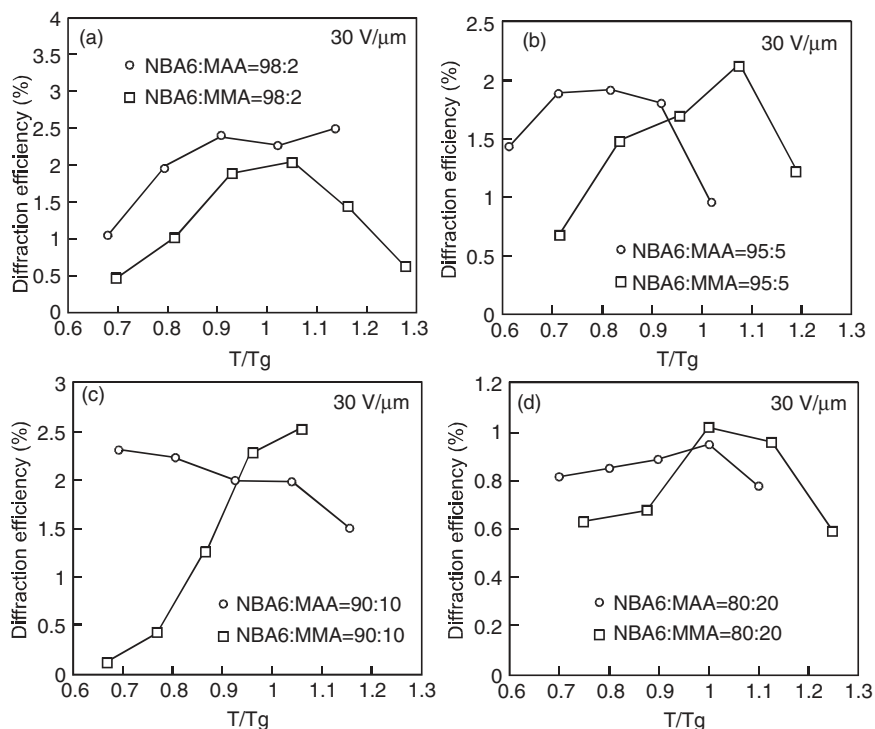 (a)
30 V/μm
NBA6:MAA=98:2
NBA6:MMA=98:2
Diffraction efficiency (%)
4
3.5
3
2.5
2
1.5
1
0.5
0
0.6 0.7 0.8 0.9 1 1.1 1.2 1.3
T/Tg
(b)
30 V/μm
NBA6:MAA=95:5
NBA6:MMA=95:5
Diffraction efficiency (%)
2.5
2
1.5
1
0.5
0
0.6 0.7 0.8 0.9 1 1.1 1.2 1.3
T/Tg
(c)
30 V/μm
NBA6:MAA=90:10
NBA6:MMA=90:10
Diffraction efficiency (%)
3
2.5
2
1.5
1
0.5
0
0.6 0.7 0.8 0.9 1 1.1 1.2 1.3
T/Tg
(d)
30 V/μm
NBA6:MAA=80:20
NBA6:MMA=80:20
Diffraction efficiency (%)
1.2
1
0.8
0.6
0.4
0.2
0
0.6 0.7 0.8 0.9 1 1.1 1.2 1.3
T/Tg